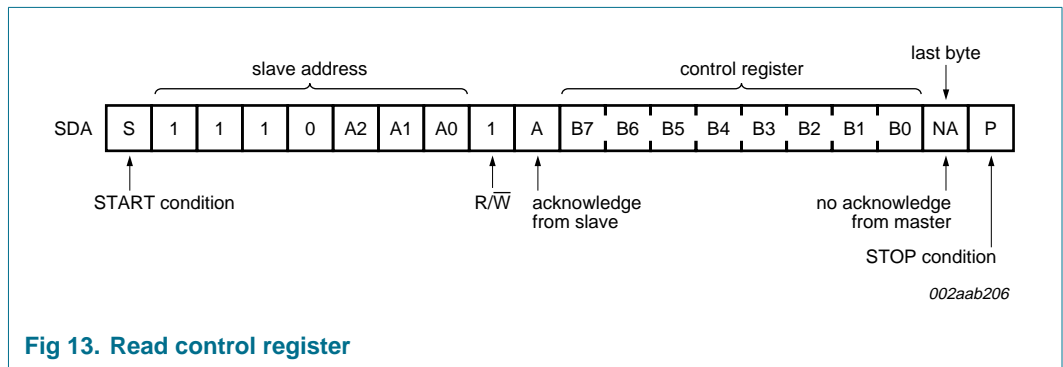 last byte
slave address control register
SDA S 1 1 1 0 A2 A1 A0 1 A B7 B6 B5 B4 B3 B2 B1 B0 NA P
START condition R/W̅ acknowledge no acknowledge
from slave from master
STOP condition
002aab206
Fig 13. Read control register